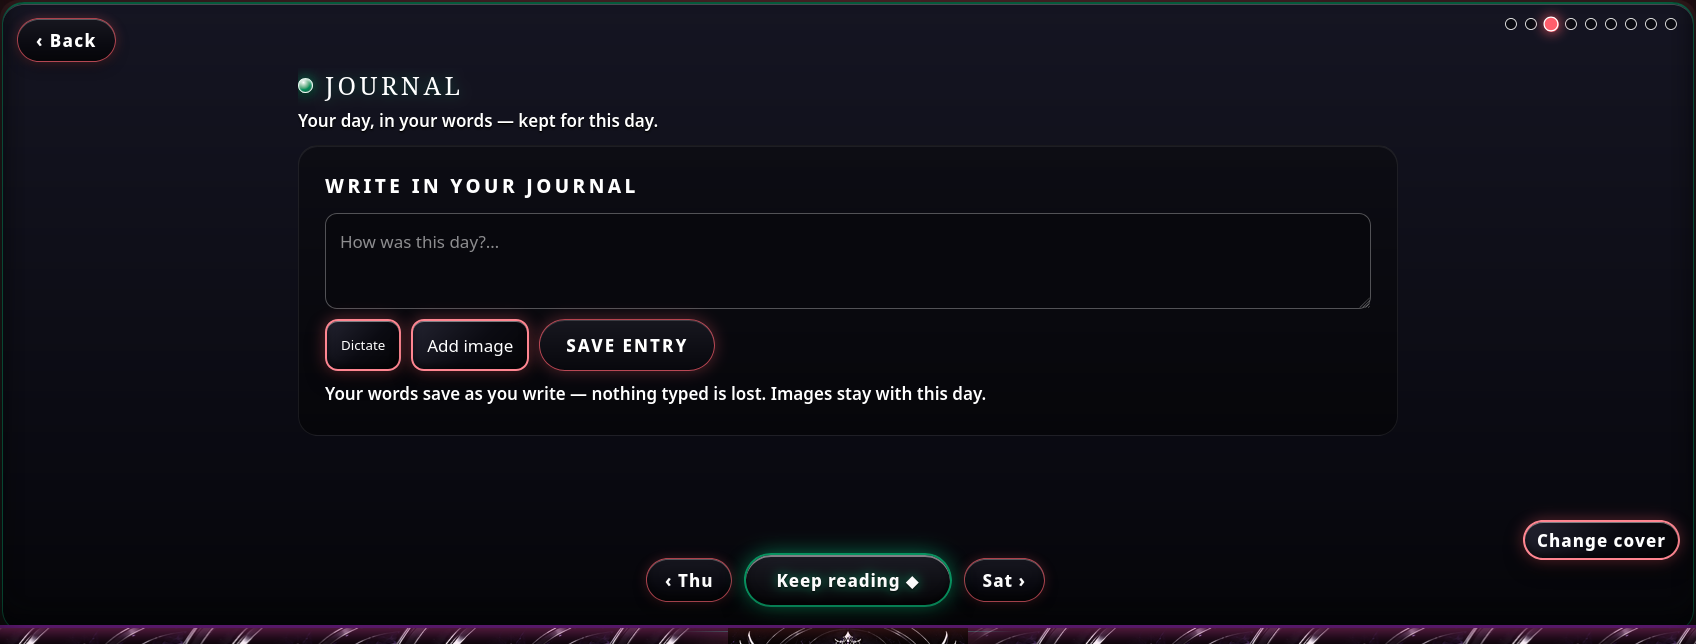 ‹ Back
JOURNAL
Your day, in your words — kept for this day.
WRITE IN YOUR JOURNAL
How was this day?...
Dictate
Add image
SAVE ENTRY
Your words save as you write — nothing typed is lost. Images stay with this day.
Change cover
‹ Thu
Keep reading ◆
Sat ›